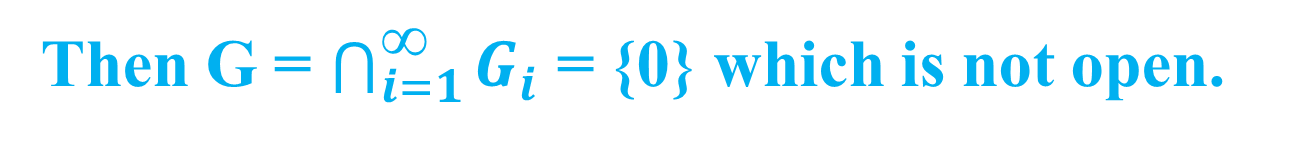 Then G = ∩_{i=1}^{∞} G_i = {0} which is not open.